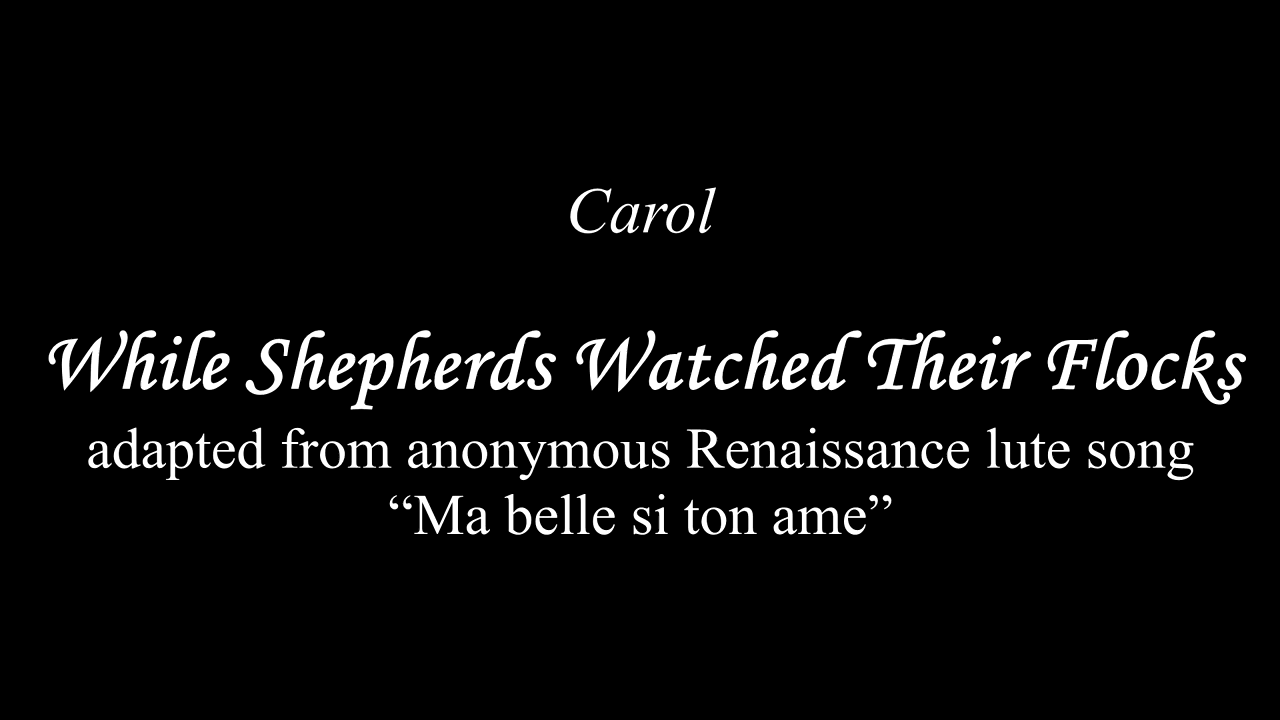 Carol
While Shepherds Watched Their Flocks
adapted from anonymous Renaissance lute song
“Ma belle si ton ame”